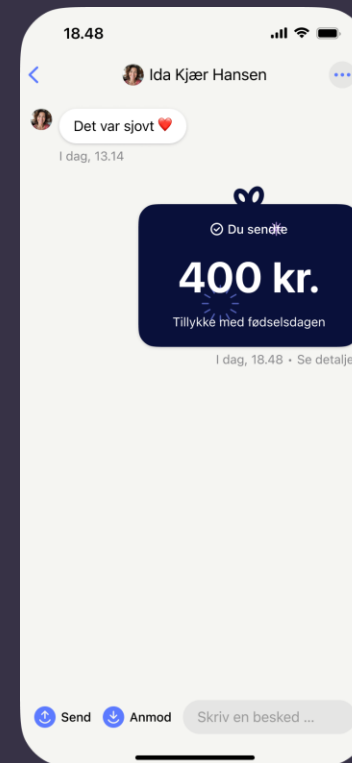 18.48
Ida Kjær Hansen
Det var sjovt ❤️
I dag, 13.14
Du sendte
400 kr.
Tillykke med fødselsdagen
I dag, 18.48 • Se detalje
Send
Anmod
Skriv en besked ...